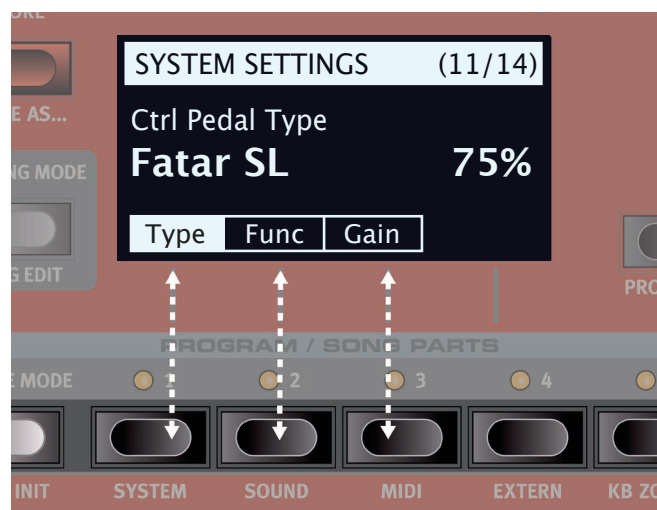 E AS...
SYSTEM SETTINGS (11/14)
Ctrl Pedal Type
Fatar SL 75%
Type Func Gain
NG MODE
G EDIT
PRO
PROGRAM / SONG PARTS
E MODE 1 2 3 4
INIT SYSTEM SOUND MIDI EXTERN KB ZO